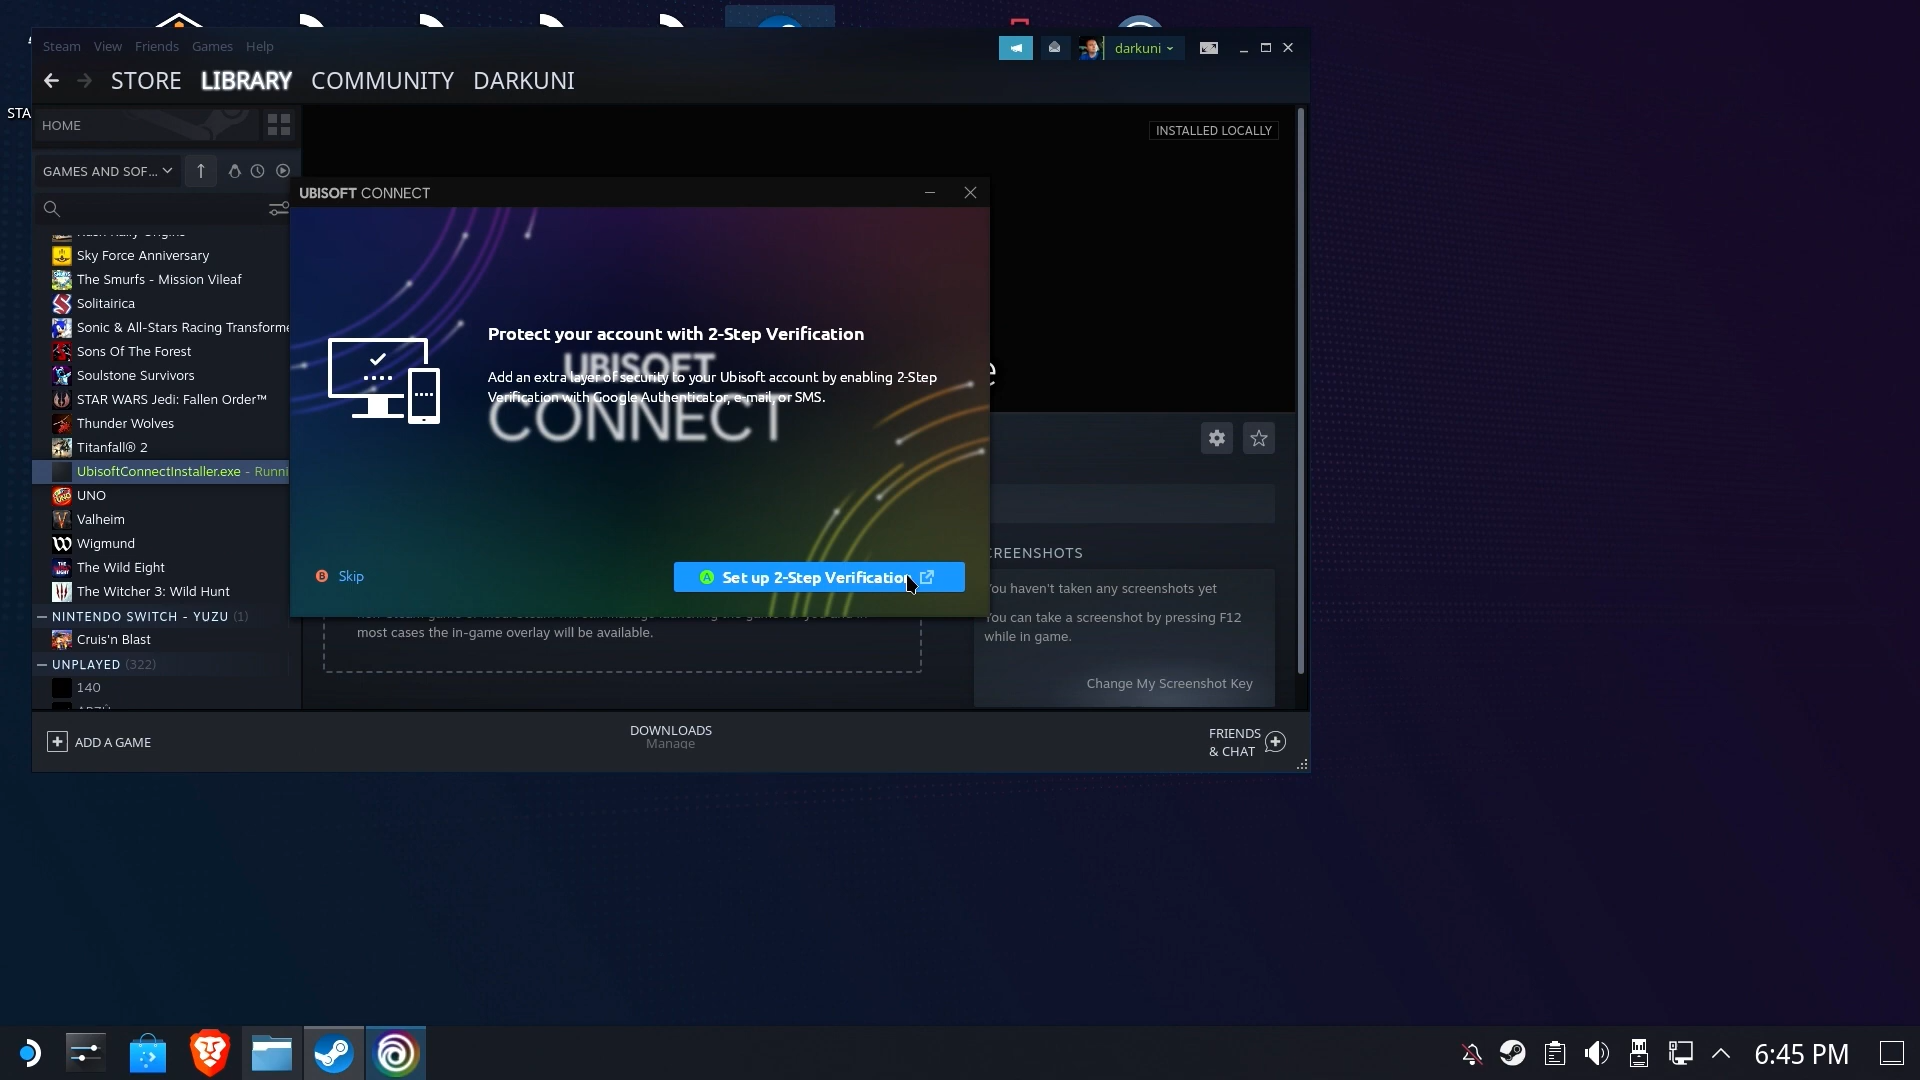 STA
Steam View Friends Games Help
darkuni
STORE LIBRARY COMMUNITY DARKUNI
HOME
INSTALLED LOCALLY
GAMES AND SOF...
UBISOFT CONNECT
Sky Force Anniversary
The Smurfs - Mission Vileaf
Solitairica
Sonic & All-Stars Racing Transforme
Sons Of The Forest
Soulstone Survivors
STAR WARS Jedi: Fallen Order™
Thunder Wolves
Titanfall® 2
UbisoftConnectInstaller.exe - Runni
UNO
Valheim
Wigmund
The Wild Eight
The Witcher 3: Wild Hunt
NINTENDO SWITCH - YUZU (1)
Cruis'n Blast
UNPLAYED (322)
140
Protect your account with 2-Step Verification
UBISOFT
CONNECT
Add an extra layer of security to your Ubisoft account by enabling 2-Step
Verification with Google Authenticator, e-mail, or SMS.
B Skip
A Set up 2-Step Verification
most cases the in-game overlay will be available.
CREENSHOTS
You haven't taken any screenshots yet
You can take a screenshot by pressing F12
while in game.
Change My Screenshot Key
ADD A GAME
DOWNLOADS
Manage
FRIENDS
& CHAT
6:45 PM